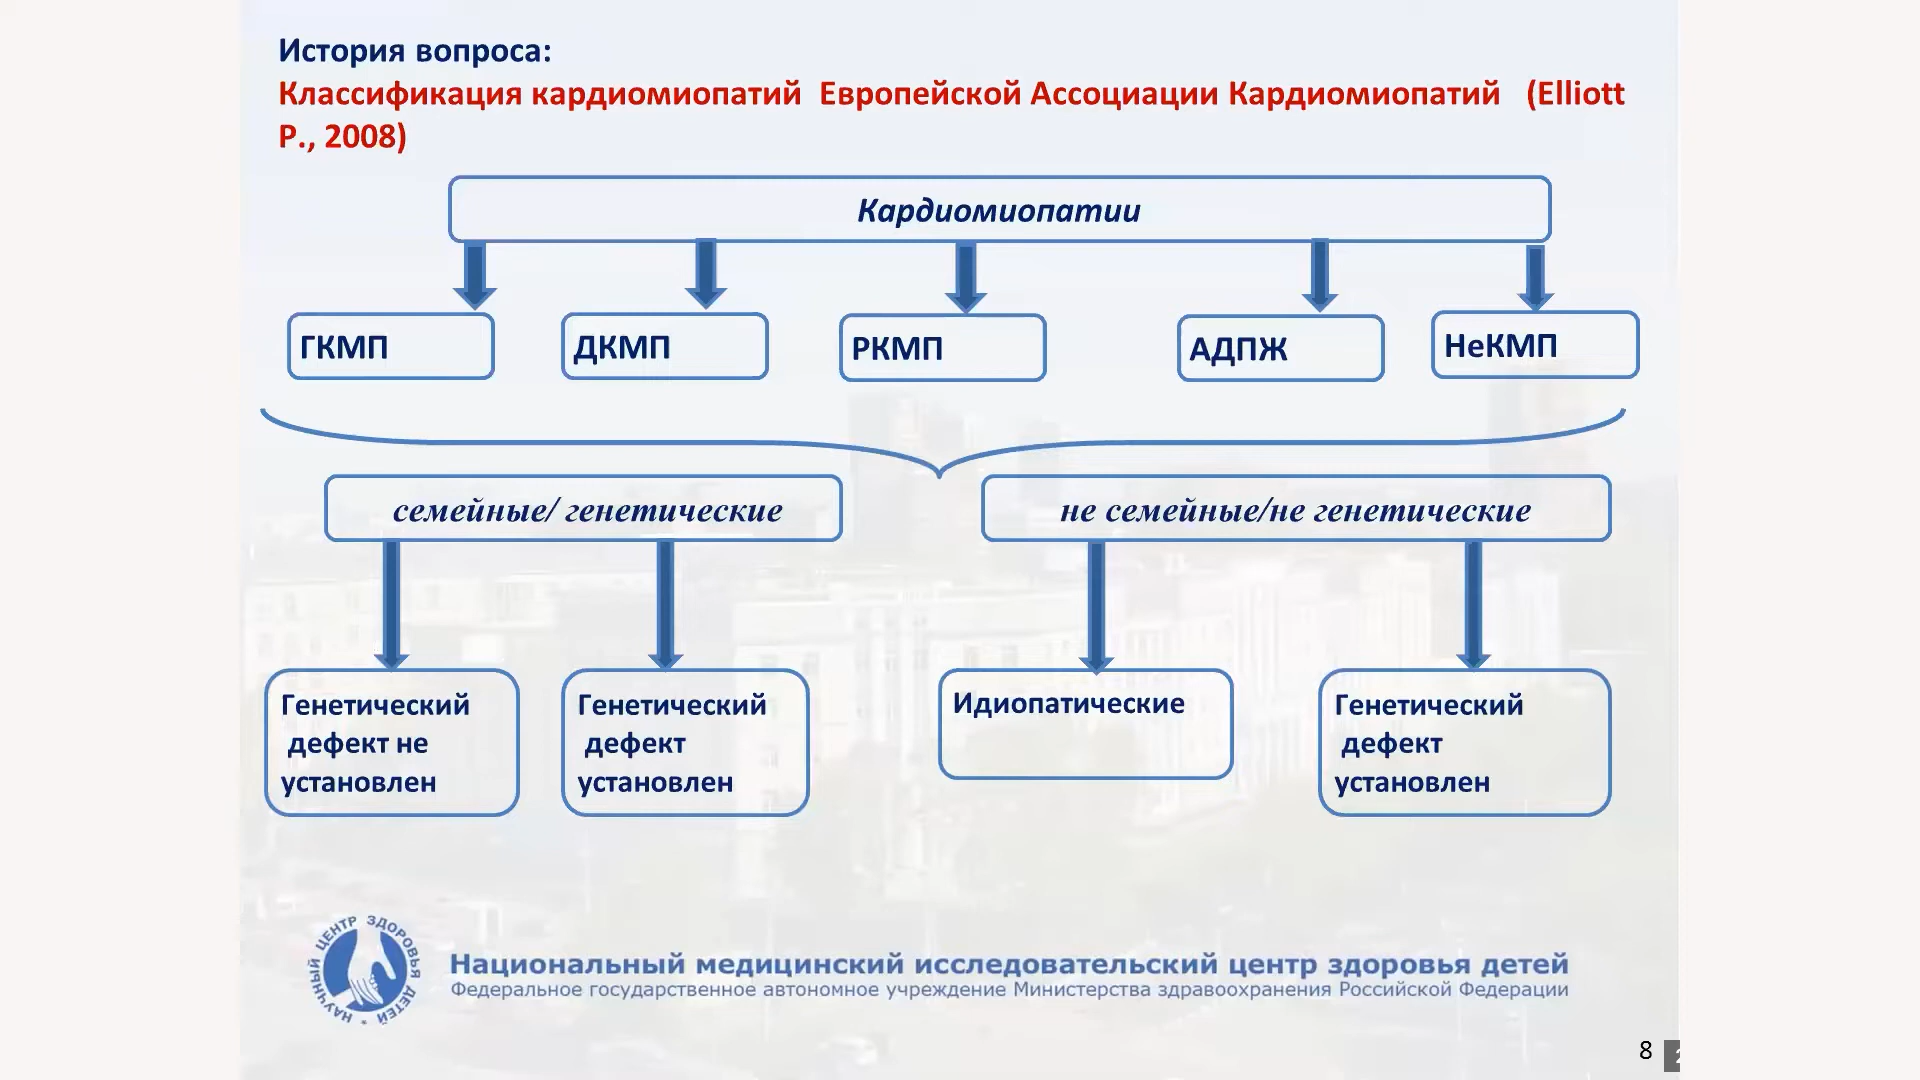 История вопроса:
Классификация кардиомиопатий Европейской Ассоциации Кардиомиопатий (Elliott
P., 2008)
Кардиомиопатии
ГКМП
ДКМП
РКМП
АДПЖ
НеКМП
семейные/ генетические
не семейные/не генетические
Генетический
дефект не
установлен
Генетический
дефект
установлен
Идиопатические
Генетический
дефект
установлен
НАУЧНЫЙ ЦЕНТР ЗДОРОВЬЯ ДЕТЕЙ *
Национальный медицинский исследовательский центр здоровья детей
Федеральное государственное автономное учреждение Министерства здравоохранения Российской Федерации
8